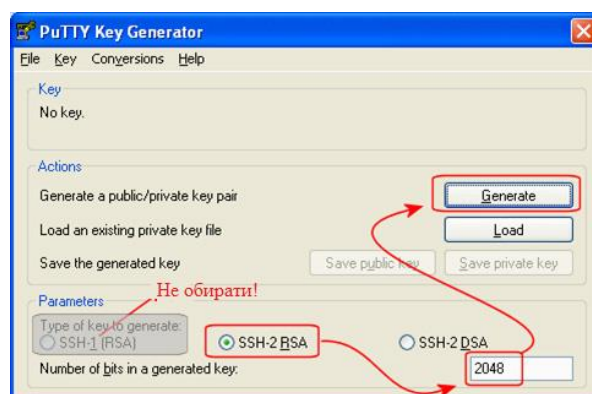 PuTTY Key Generator
File Key Conversions Help
Key
No key.
Actions
Generate a public/private key pair Generate
Load an existing private key file Load
Save the generated key Save public key Save private key
Parameters Не обирати!
Type of key to generate:
SSH-1 (RSA) SSH-2 RSA SSH-2 DSA
Number of bits in a generated key: 2048